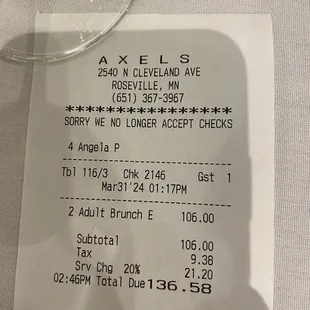 AXELS
2540 N CLEVELAND AVE
ROSEVILLE, MN
(651) 367-3967
*****************
SORRY WE NO LONGER ACCEPT CHECKS
4 Angela P
Tbl 116/3 Chk 2146 Gst 1
Mar31'24 01:17PM
2 Adult Brunch E 106.00
Subtotal 106.00
Tax 9.38
Srv Chg 20% 21.20
02:46PM Total Due 136.58